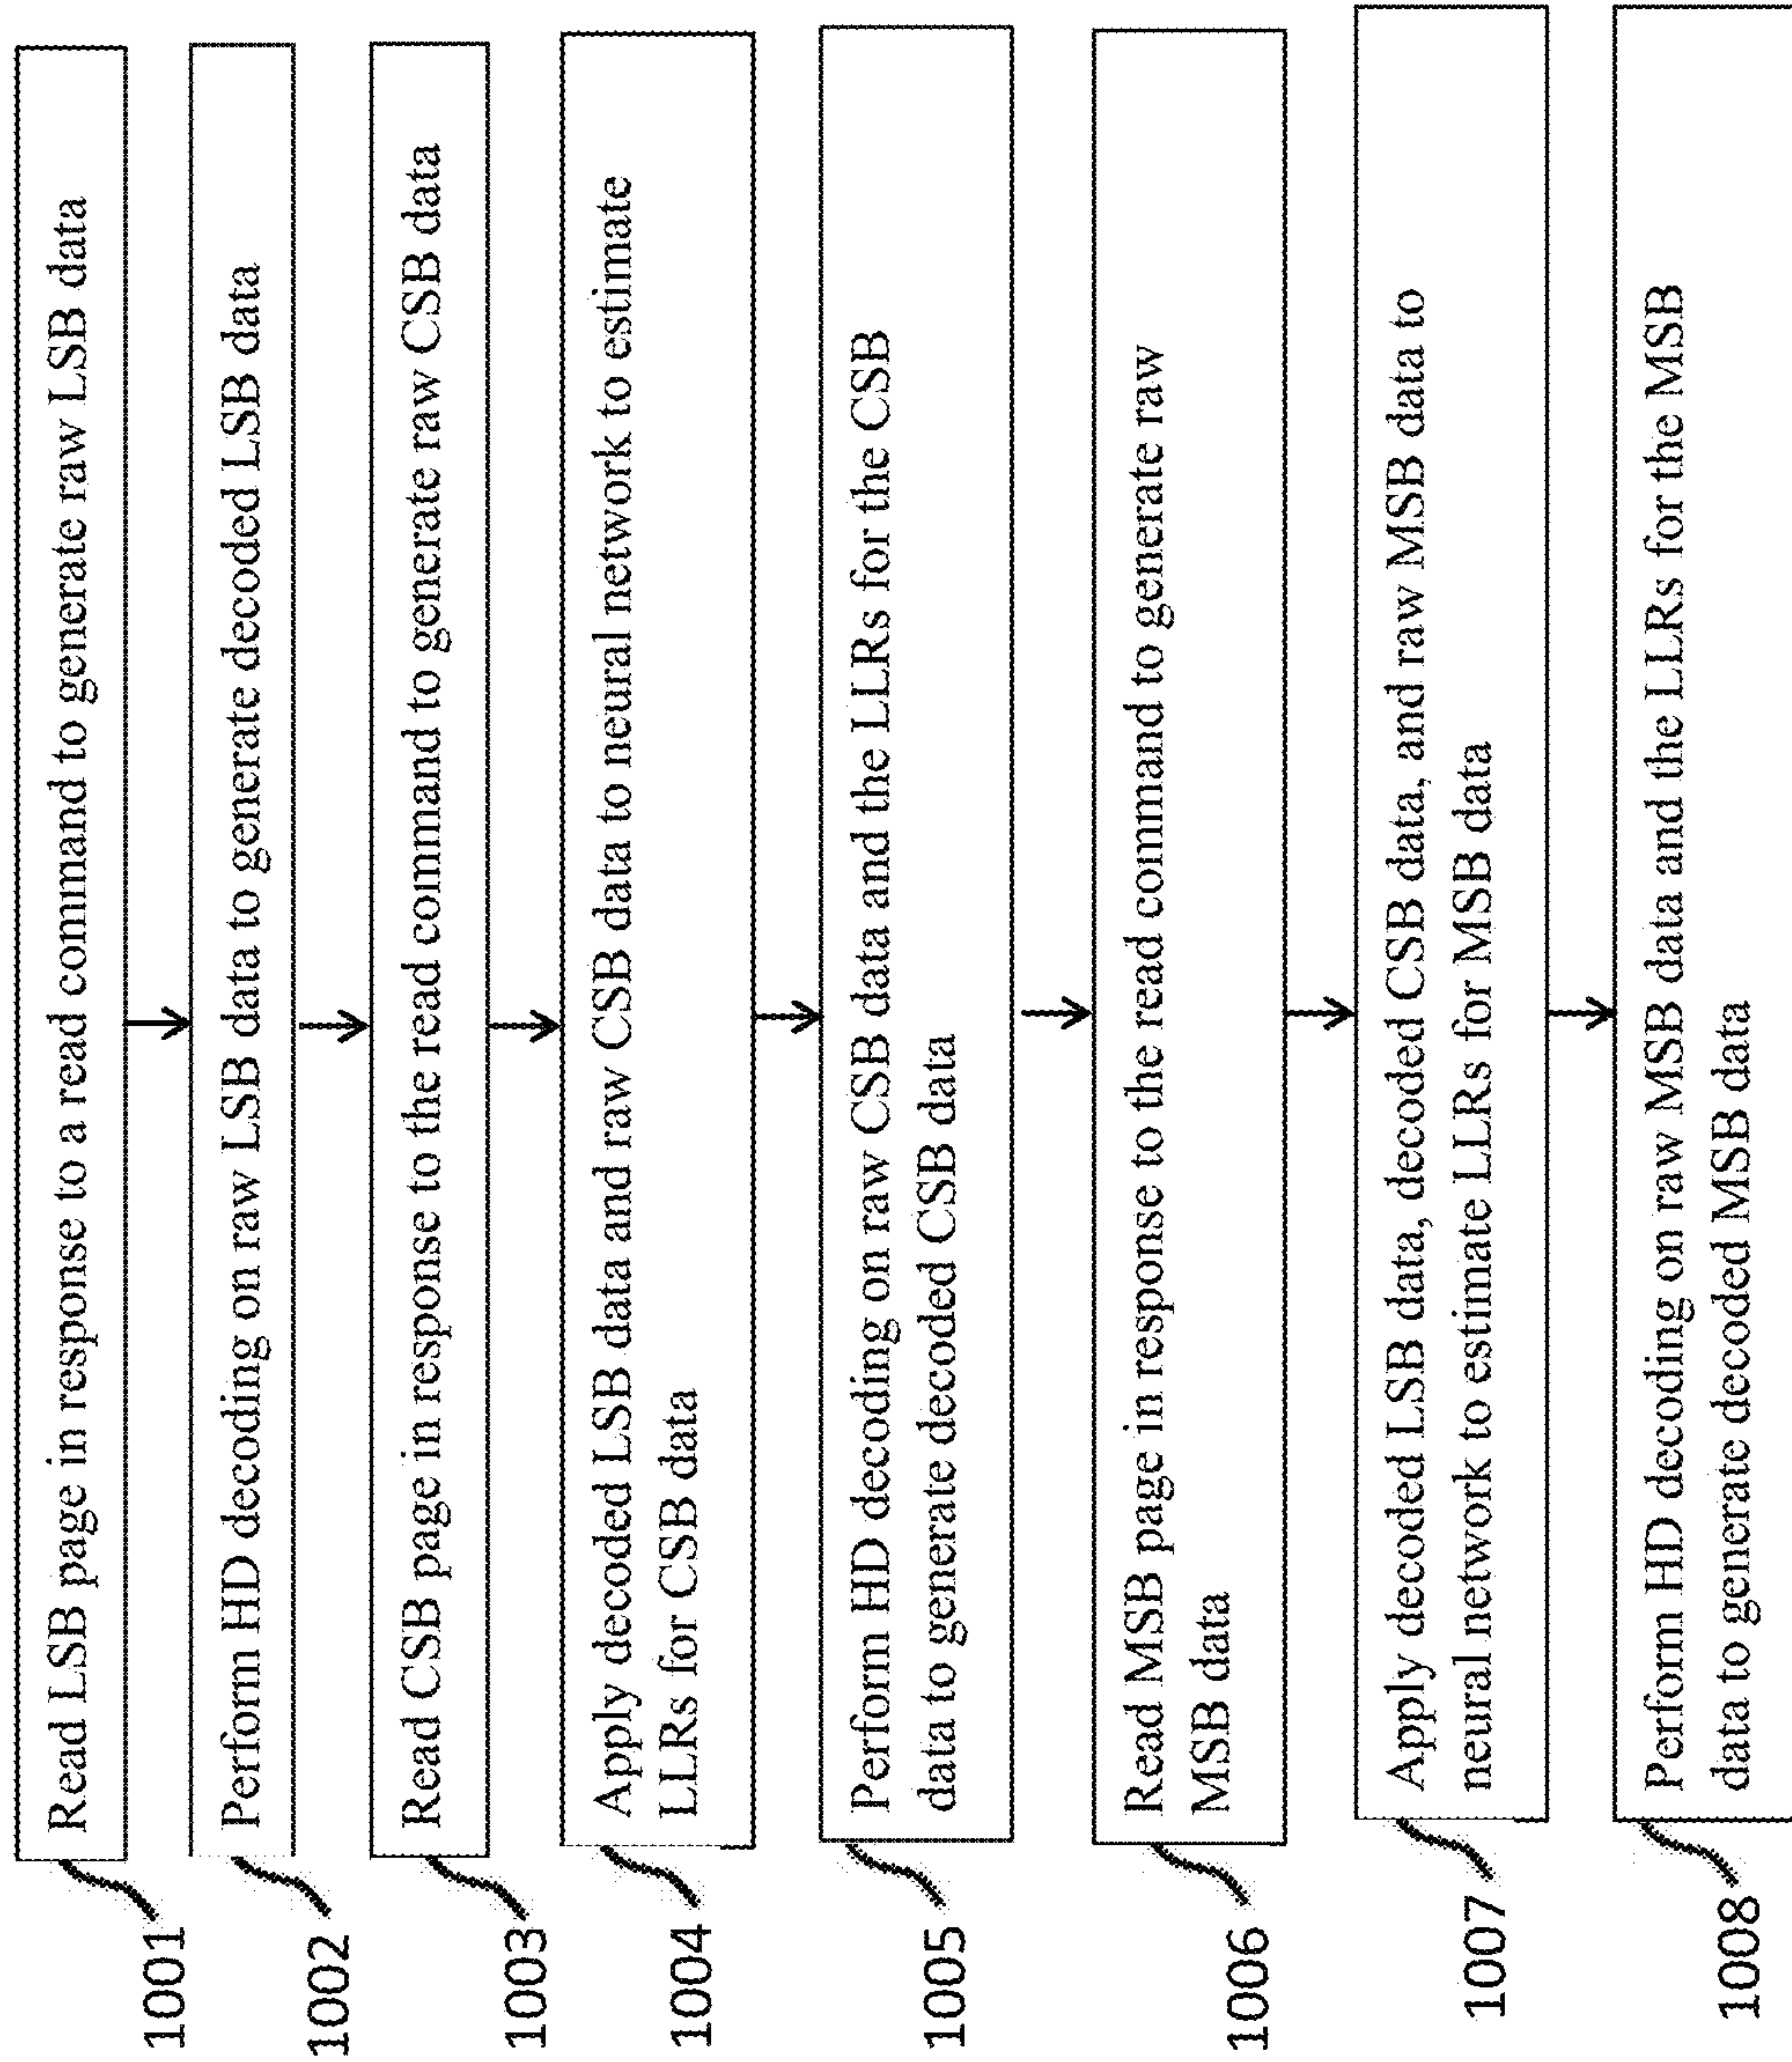 Read LSB page in response to a read command to generate raw LSB data
1001
Perform HD decoding on raw LSB data to generate decoded LSB data
1002
Read CSB page in response to the read command to generate raw CSB data
1003
Apply decoded LSB data and raw CSB data to neural network to estimate
LLRs for CSB data
1004
Perform HD decoding on raw CSB data and the LLRs for the CSB
data to generate decoded CSB data
1005
Read MSB page in response to the read command to generate raw
MSB data
1006
Apply decoded LSB data, decoded CSB data, and raw MSB data to
neural network to estimate LLRs for MSB data
1007
Perform HD decoding on raw MSB data and the LLRs for the MSB
data to generate decoded MSB data
1008